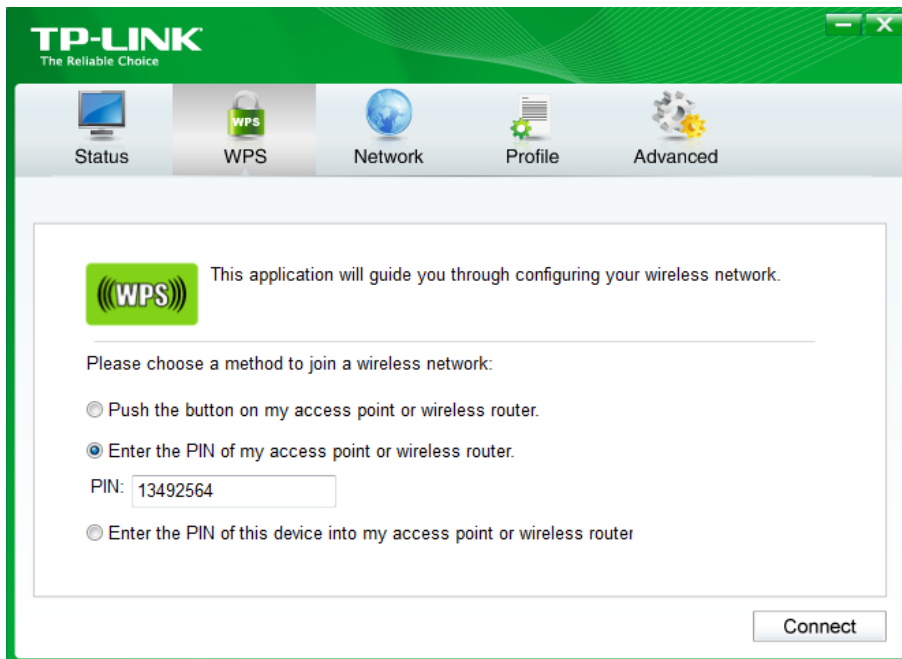 TP-LINK
The Reliable Choice
WPS
Status WPS Network Profile Advanced
(((WPS))) This application will guide you through configuring your wireless network.
Please choose a method to join a wireless network:
Push the button on my access point or wireless router.
Enter the PIN of my access point or wireless router.
PIN: 13492564
Enter the PIN of this device into my access point or wireless router
Connect